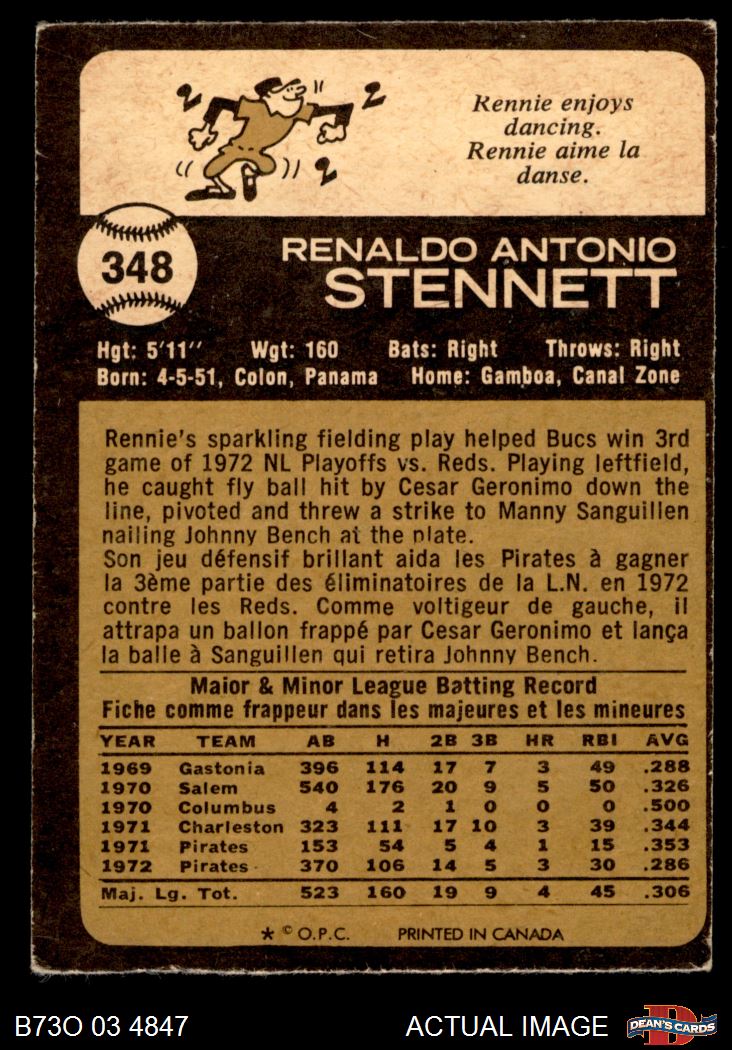 Rennie enjoys
dancing.
Rennie aime la
danse.
348
RENALDO ANTONIO
STENNETT
Hgt: 5'11" Wgt: 160 Bats: Right Throws: Right
Born: 4-5-51, Colon, Panama Home: Gamboa, Canal Zone
Rennie's sparkling fielding play helped Bucs win 3rd
game of 1972 NL Playoffs vs. Reds. Playing leftfield,
he caught fly ball hit by Cesar Geronimo down the
line, pivoted and threw a strike to Manny Sanguillen
nailing Johnny Bench at the plate.
Son jeu défensif brillant aida les Pirates à gagner
la 3ème partie des éliminatoires de la L.N. en 1972
contre les Reds. Comme voltigeur de gauche, il
attrapa un ballon frappé par Cesar Geronimo et lança
la balle à Sanguillen qui retira Johnny Bench.
Major & Minor League Batting Record
Fiche comme frappeur dans les majeures et les mineures
YEAR TEAM AB H 2B 3B HR RBI AVG
1969 Gastonia 396 114 17 7 3 49 .288
1970 Salem 540 176 20 9 5 50 .326
1970 Columbus 4 2 1 0 0 0 .500
1971 Charleston 323 111 17 10 3 39 .344
1971 Pirates 153 54 5 4 1 15 .353
1972 Pirates 370 106 14 5 3 30 .286
Maj. Lg. Tot. 523 160 19 9 4 45 .306
* © O.P.C. PRINTED IN CANADA
B73O 03 4847 ACTUAL IMAGE DEAN'S CARDS